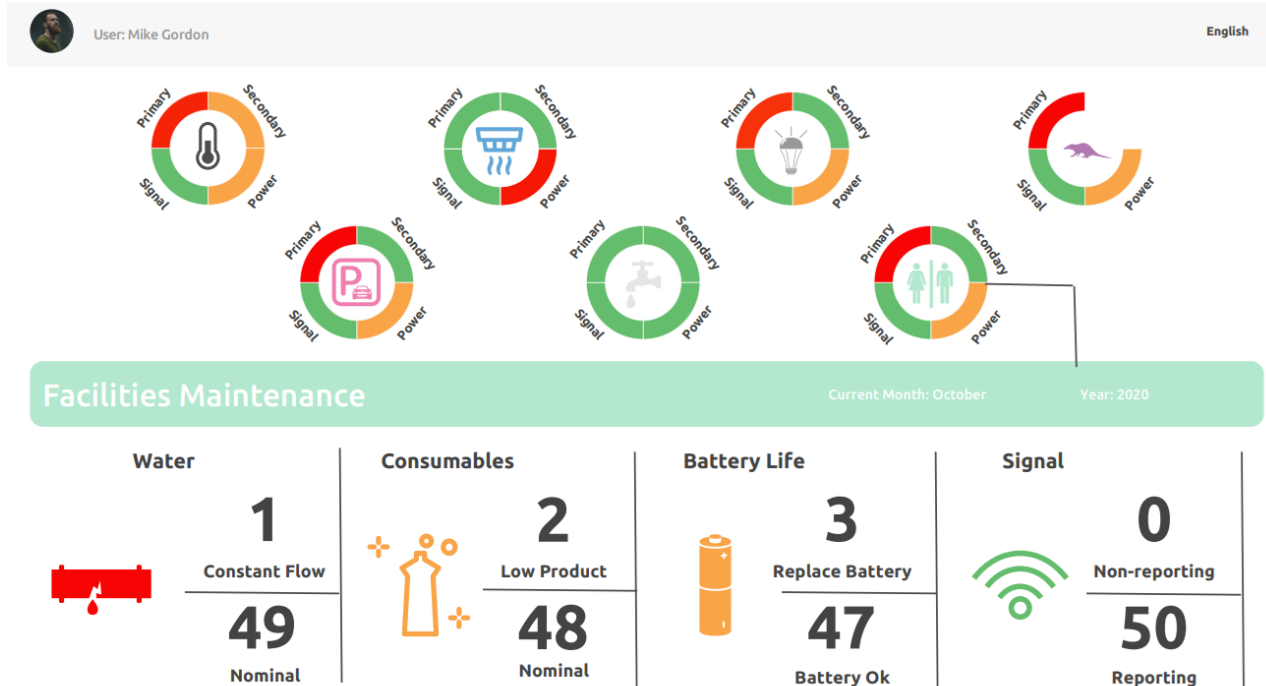 User: Mike Gordon
English
Primary
Secondary
Signal
Power
Primary
Secondary
Signal
Power
Primary
Secondary
Signal
Power
Primary
Signal
Power
Primary
Secondary
Signal
Power
P
Primary
Secondary
Signal
Power
Primary
Secondary
Signal
Power
Facilities Maintenance
Current Month: October
Year: 2020
Water
1
Constant Flow
49
Nominal
Consumables
2
Low Product
48
Nominal
Battery Life
3
Replace Battery
47
Battery Ok
Signal
0
Non-reporting
50
Reporting